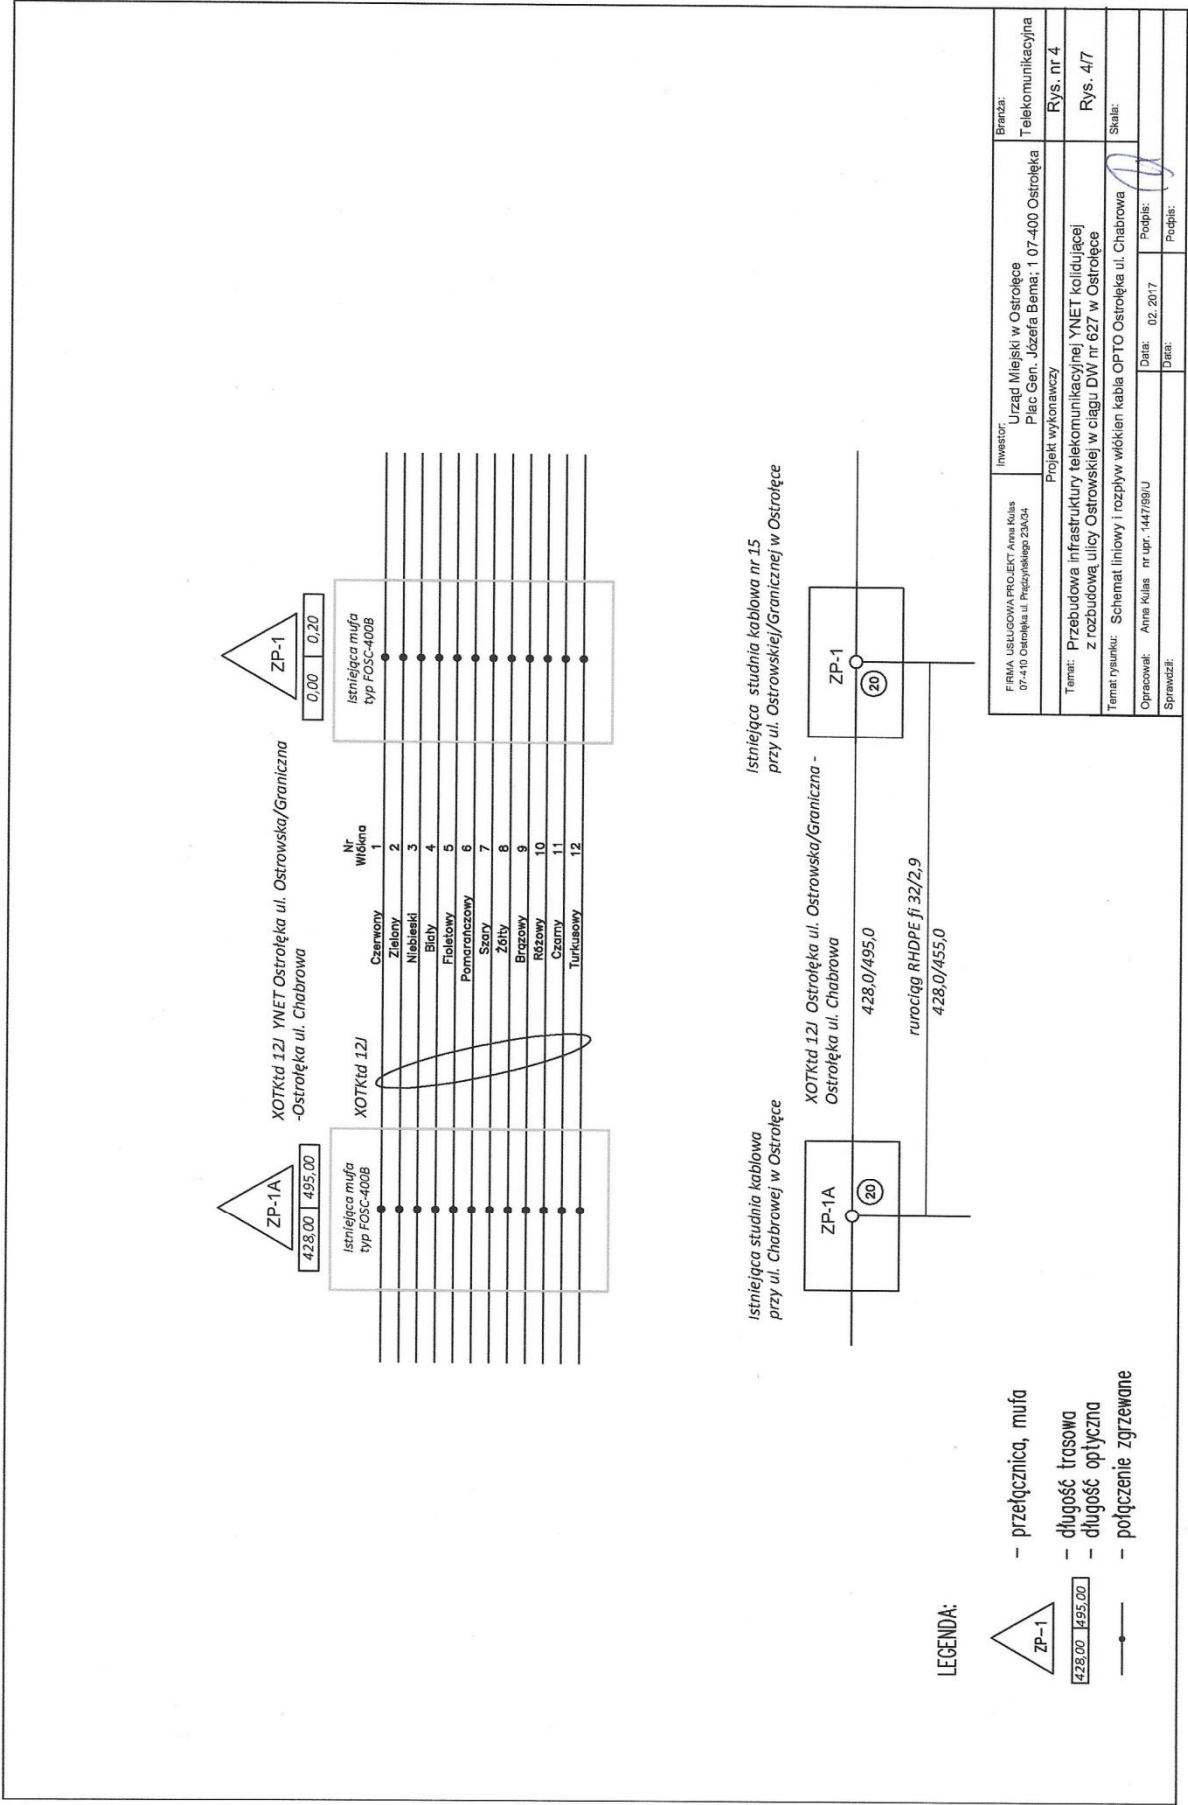 ZP-1A
428,00 495,00
XOTKtd 12J YNET Ostrołęka ul. Ostrowska/Graniczna
-Ostrołęka ul. Chabrowa
ZP-1
0,00 0,20
Istniejąca mufa
typ FOSC-400B
XOTKtd 12J
Nr
Włókna
Istniejąca mufa
typ FOSC-400B
Czerwony 1
Zielony 2
Niebieski 3
Biały 4
Fioletowy 5
Pomarańczowy 6
Szary 7
Żółty 8
Brązowy 9
Różowy 10
Czarny 11
Turkusowy 12
Istniejąca studnia kablowa
przy ul. Chabrowej w Ostrołęce
Istniejąca studnia kablowa nr 15
przy ul. Ostrowskiej/Granicznej w Ostrołęce
ZP-1A
20
XOTKtd 12J Ostrołęka ul. Ostrowska/Graniczna -
Ostrołęka ul. Chabrowa
428,0/495,0
ZP-1
20
rurociąg RHDPE fi 32/2,9
428,0/455,0
LEGENDA:
ZP-1
- przełącznica, mufa
428,00 495,00
- długość trasowa
- długość optyczna
- połączenie zgrzewane
FIRMA USŁUGOWA PROJEKT Anna Kulas
07-410 Ostrołęka ul. Prądzyńskiego 23A/34
Inwestor:
Urząd Miejski w Ostrołęce
Plac Gen. Józefa Bema; 1 07-400 Ostrołęka
Branża:
Telekomunikacyjna
Projekt wykonawczy
Rys. nr 4
Temat: Przebudowa infrastruktury telekomunikacyjnej YNET kolidującej
z rozbudową ulicy Ostrowskiej w ciągu DW nr 627 w Ostrołęce
Rys. 4/7
Temat rysunku: Schemat liniowy i rozpływ włókien kabla OPTO Ostrołęka ul. Chabrowa
Skala:
Opracował: Anna Kulas nr upr. 1447/99/U
Data: 02. 2017
Podpis:
Sprawdził:
Data:
Podpis: